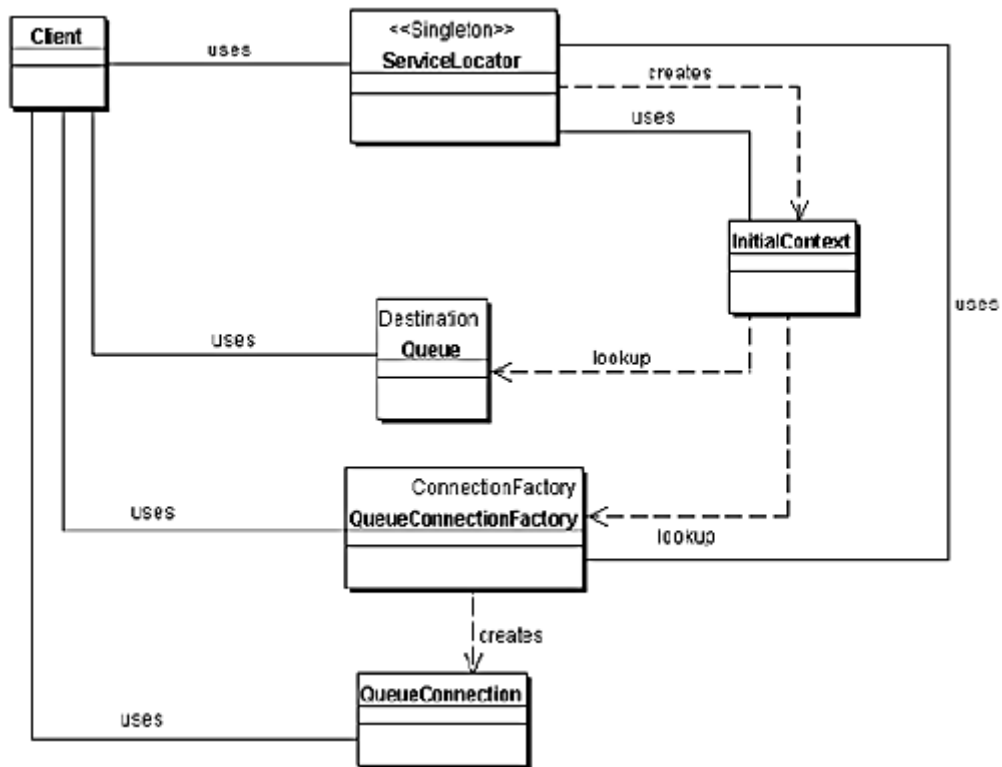 Client
uses
<<Singleton>>
ServiceLocator
creates
uses
InitialContext
uses
Destination
Queue
uses
lookup
ConnectionFactory
QueueConnectionFactory
uses
lookup
creates
QueueConnection
uses